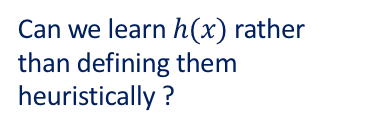 Can we learn h(x) rather
than defining them
heuristically ?